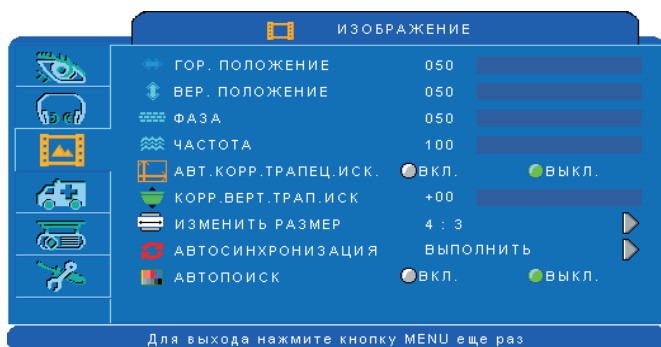 ИЗОБРАЖЕНИЕ
ГОР. ПОЛОЖЕНИЕ 050
ВЕР. ПОЛОЖЕНИЕ 050
ФАЗА 050
ЧАСТОТА 100
АВТ.КОРР.ТРАПЕЦ.ИСК. ВКЛ. ВЫКЛ.
КОРР.ВЕРТ.ТРАП.ИСК +00
ИЗМЕНИТЬ РАЗМЕР 4 : 3
АВТОСИНХРОНИЗАЦИЯ ВЫПОЛНИТЬ
АВТОПОИСК ВКЛ. ВЫКЛ.
Для выхода нажмите кнопку MENU еще раз